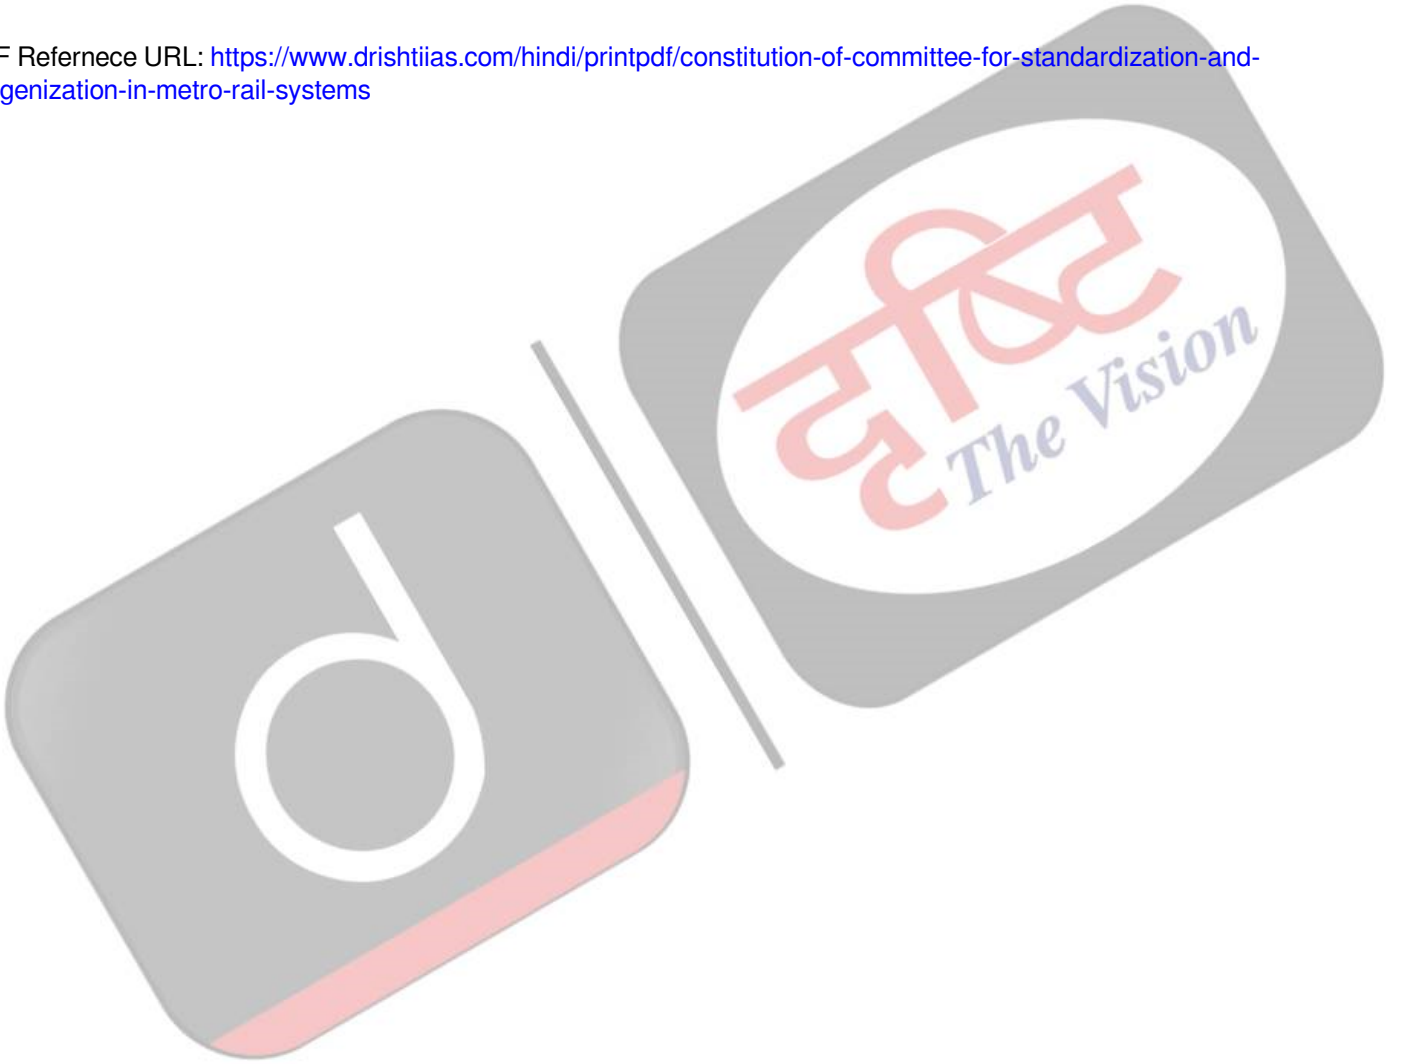 F Refernece URL: https://www.drishtiias.com/hindi/printpdf/constitution-of-committee-for-standardization-and-
genization-in-metro-rail-systems
दृष्टि
The Vision
d